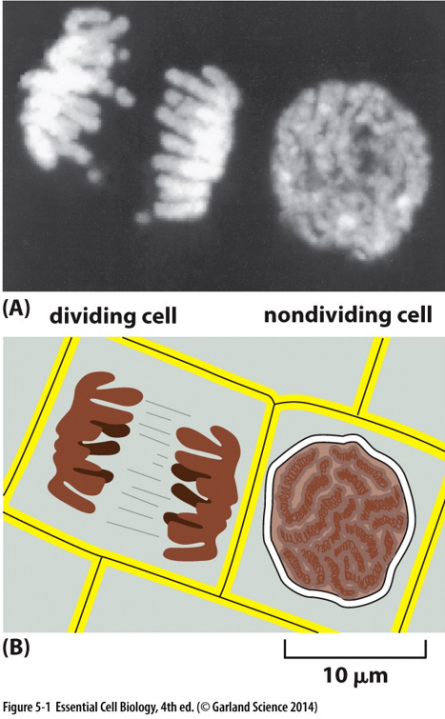 (A) dividing cell nondividing cell
(B)
10 μm
Figure 5-1 Essential Cell Biology, 4th ed. (© Garland Science 2014)